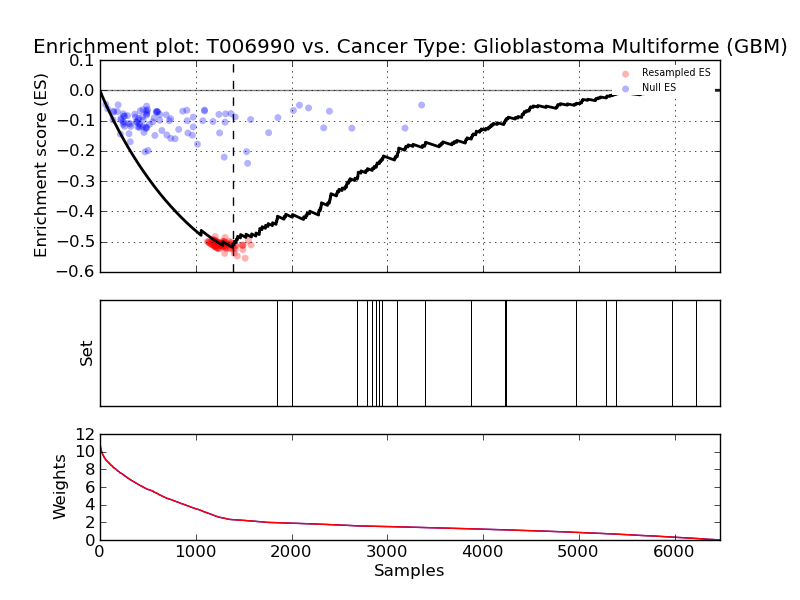 Enrichment plot: T006990 vs. Cancer Type: Glioblastoma Multiforme (GBM)
0.1
0.0
−0.1
−0.2
−0.3
−0.4
−0.5
−0.6
Enrichment score (ES)
Resampled ES
Null ES
Set
12
10
8
6
4
2
0
Weights
0 1000 2000 3000 4000 5000 6000
Samples